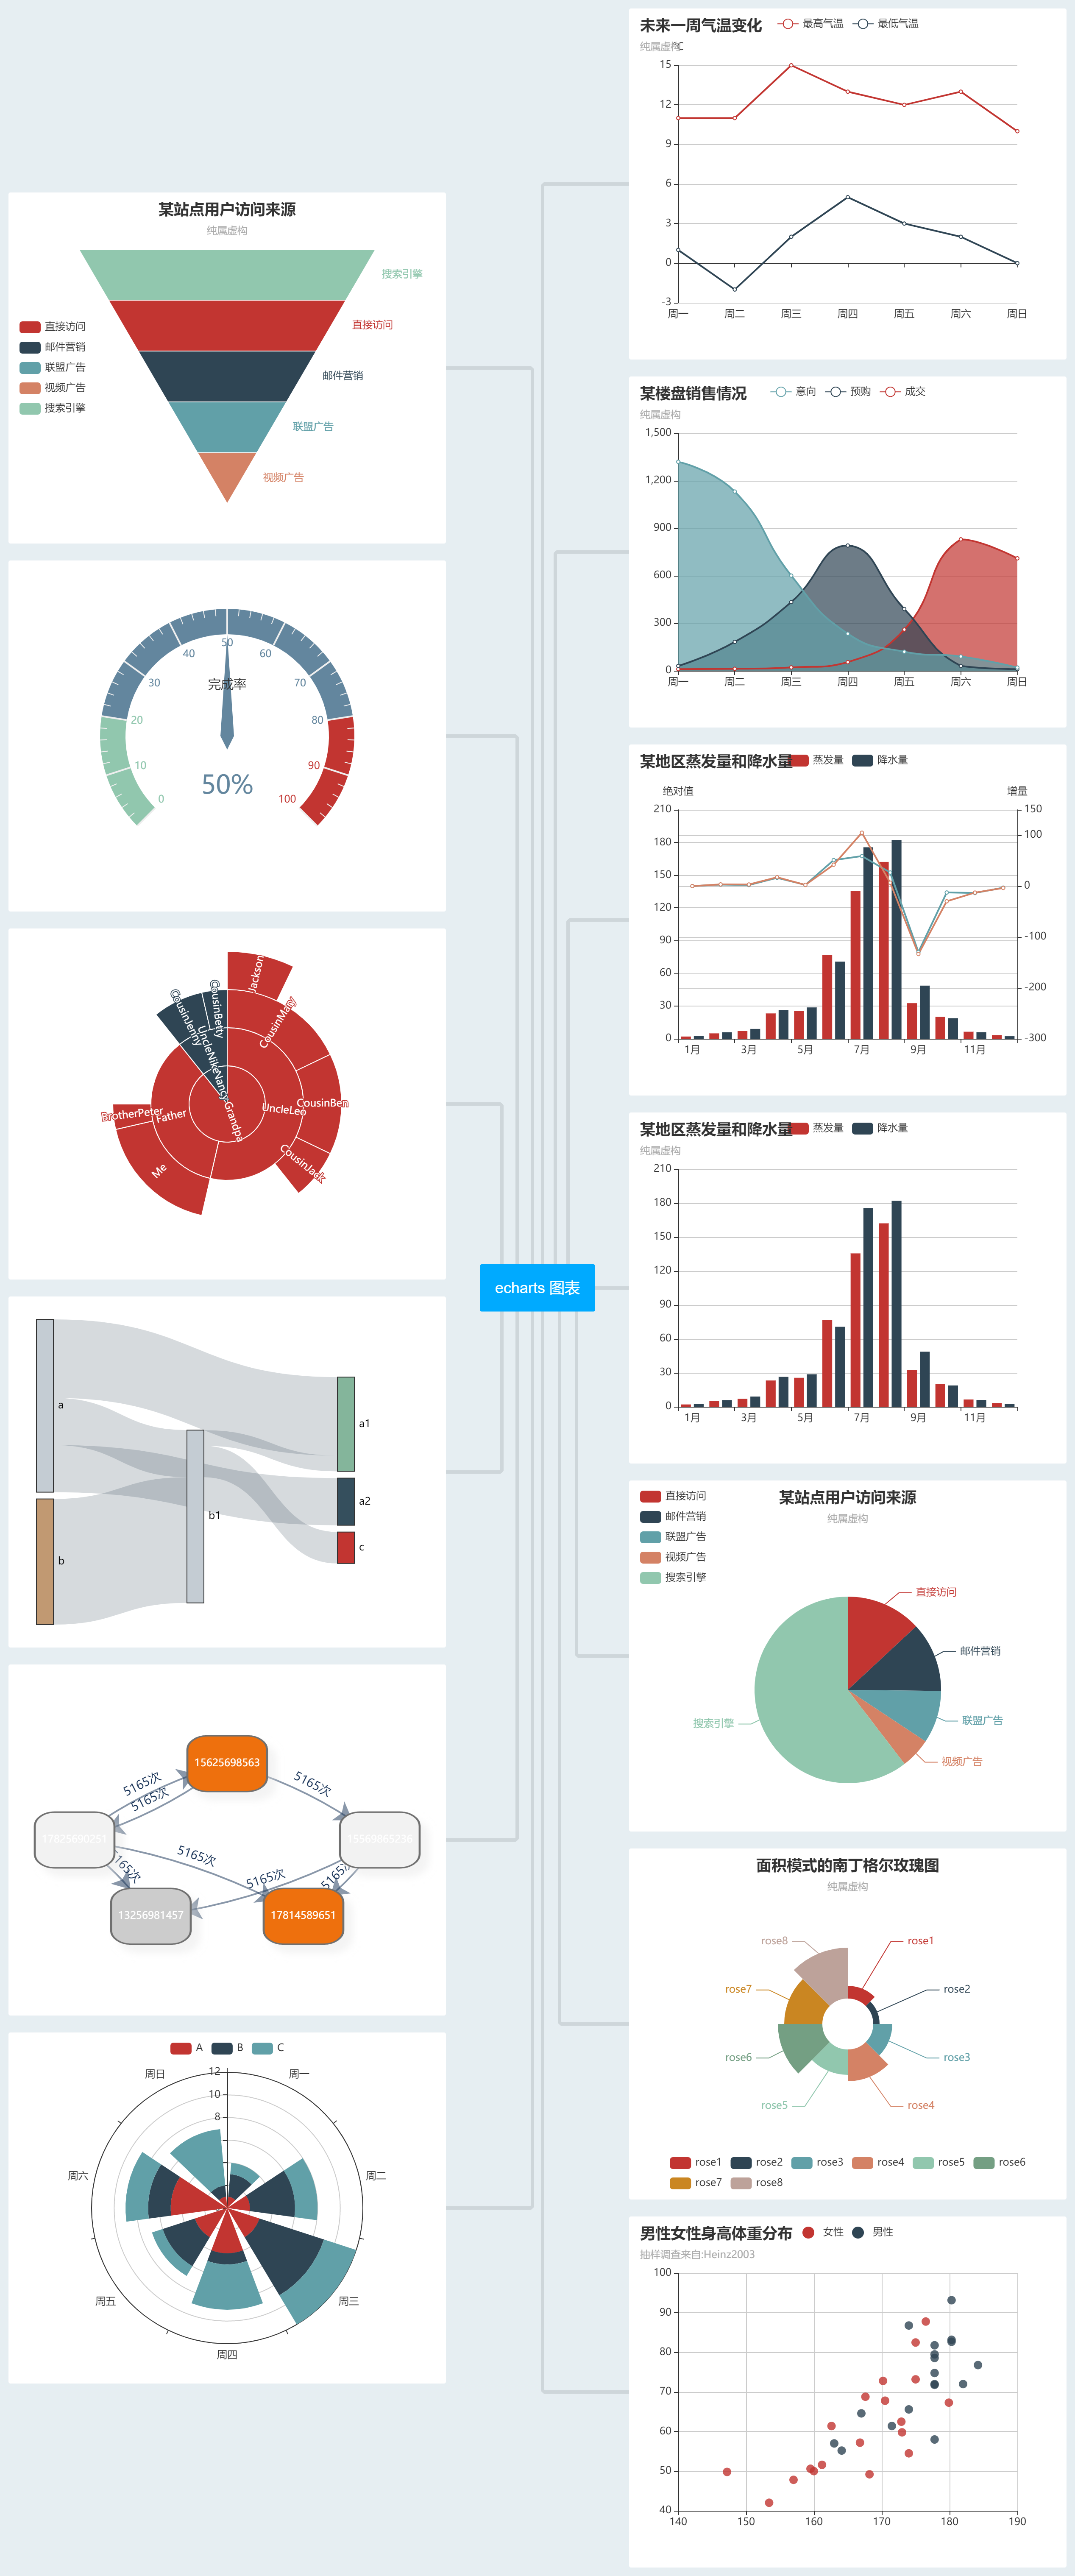 某站点用户访问来源
纯属虚构
搜索引擎
直接访问
邮件营销
联盟广告
视频广告
直接访问
邮件营销
联盟广告
视频广告
搜索引擎
0
10
20
30
40
50
60
70
80
90
100
完成率
50%
Jackson
CousinMary
CousinBen
CousinJack
UncleLeo
Grandpa
Me
Father
BrotherPeter
Nancy
UncleNike
CousinJenny
CousinBetty
a
b
b1
a1
a2
c
15625698563
17825690251
15569865236
13256981457
17814589651
5165次
5165次
5165次
5165次
5165次
5165次
5165次
A
B
C
12
10
8
周一
周二
周三
周四
周五
周六
周日
echarts 图表
未来一周气温变化
最高气温
最低气温
纯属虚构
°C
15
12
9
6
3
0
-3
周一
周二
周三
周四
周五
周六
周日
某楼盘销售情况
意向
预购
成交
纯属虚构
1,500
1,200
900
600
300
0
周一
周二
周三
周四
周五
周六
周日
某地区蒸发量和降水量
蒸发量
降水量
绝对值
增量
210
180
150
120
90
60
30
0
150
100
0
-100
-200
-300
1月
3月
5月
7月
9月
11月
某地区蒸发量和降水量
蒸发量
降水量
纯属虚构
210
180
150
120
90
60
30
0
1月
3月
5月
7月
9月
11月
直接访问
邮件营销
联盟广告
视频广告
搜索引擎
某站点用户访问来源
纯属虚构
直接访问
邮件营销
联盟广告
视频广告
搜索引擎
面积模式的南丁格尔玫瑰图
纯属虚构
rose8
rose1
rose7
rose2
rose6
rose3
rose5
rose4
rose1
rose2
rose3
rose4
rose5
rose6
rose7
rose8
男性女性身高体重分布
女性
男性
抽样调查来自:Heinz2003
100
90
80
70
60
50
40
140
150
160
170
180
190